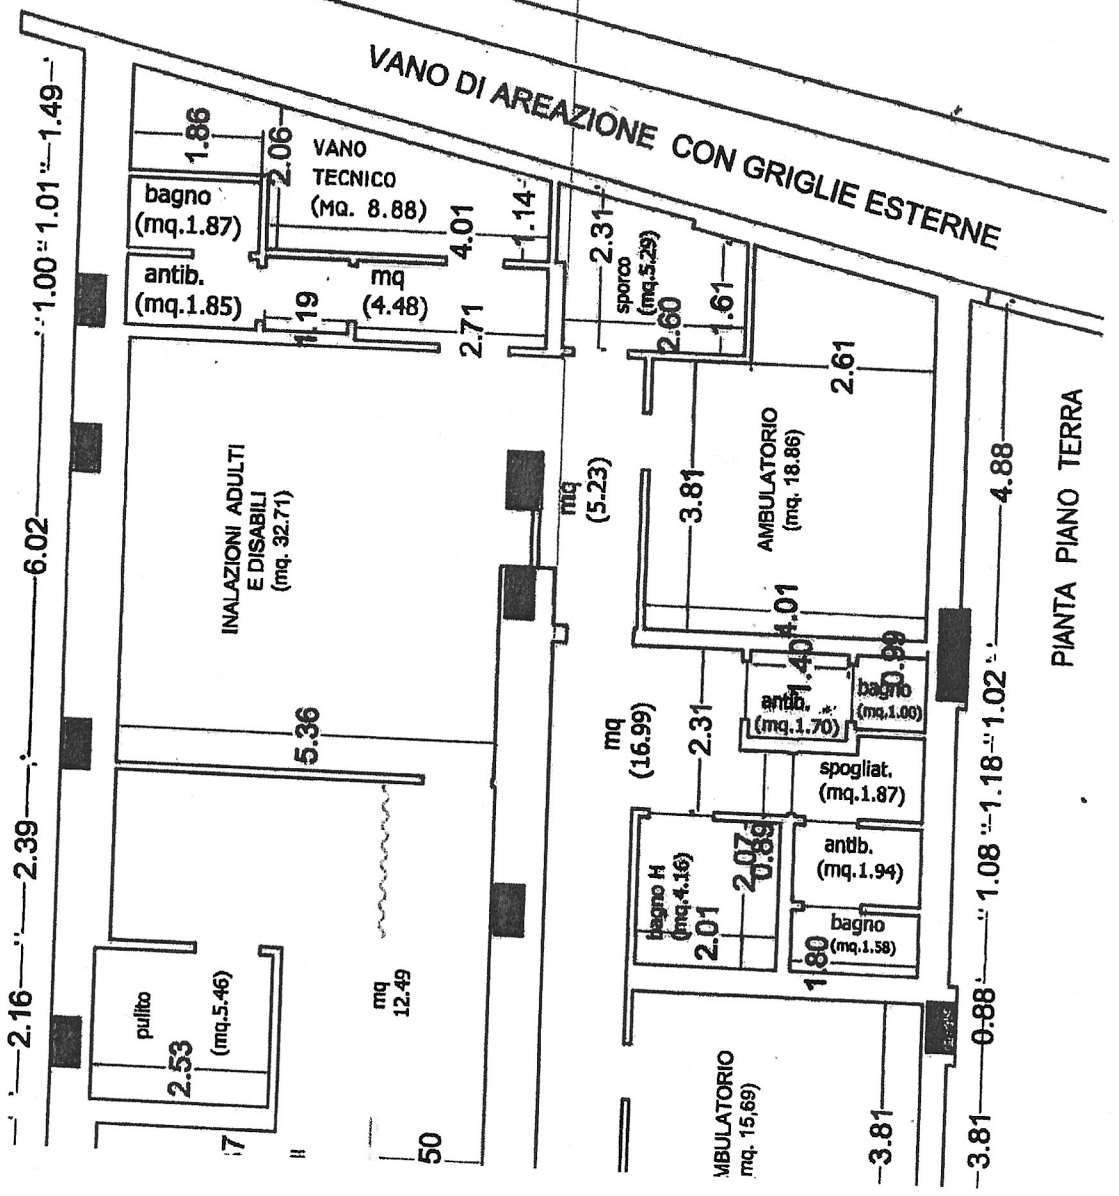 VANO DI AREAZIONE CON GRIGLIE ESTERNE
1.49
1.01
1.00
6.02
2.39
2.16
1.86
2.06
VANO
TECNICO
(MQ. 8.88)
bagno
(mq.1.87)
4.01
1.14
antib.
(mq.1.85)
1.19
mq
(4.48)
2.71
2.31
sporco
(mq.5.29)
2.60
1.61
2.61
INALAZIONI ADULTI
E DISABILI
(mq. 32.71)
5.36
mq
(5.23)
3.81
AMBULATORIO
(mq. 18.86)
4.01
4.88
PIANTA PIANO TERRA
mq
(16.99)
2.31
1.40
antib.
(mq.1.70)
0.99
bagno
(mq.1.00)
spogliat.
(mq.1.87)
antib.
(mq.1.94)
bagno
(mq.1.58)
1.80
bagno H
(mq.4.16)
2.01
2.07
0.89
1.02
1.18
1.08
0.88
3.81
pulito
(mq.5.46)
2.53
mq
12.49
MBULATORIO
mq. 15,69)
3.81
50